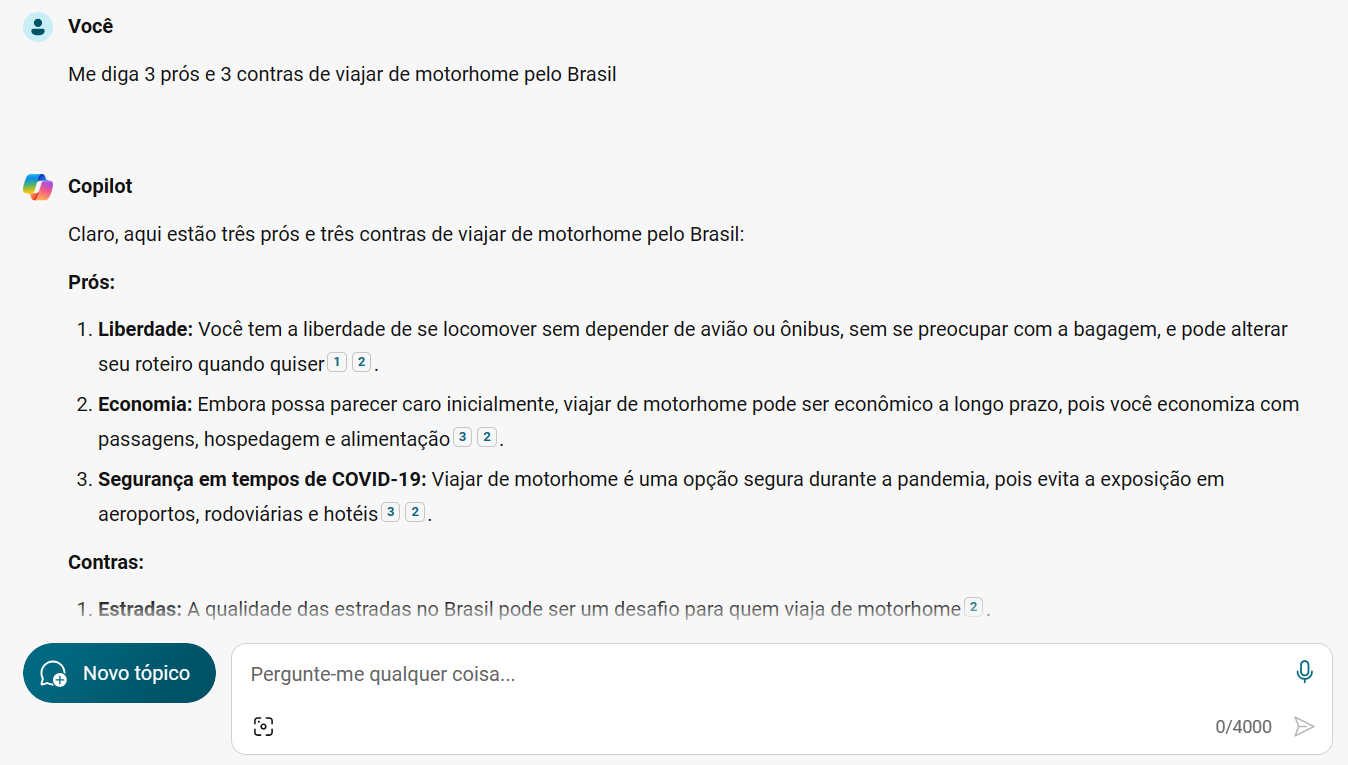 Você
Me diga 3 prós e 3 contras de viajar de motorhome pelo Brasil
Copilot
Claro, aqui estão três prós e três contras de viajar de motorhome pelo Brasil:
Prós:
1. Liberdade: Você tem a liberdade de se locomover sem depender de avião ou ônibus, sem se preocupar com a bagagem, e pode alterar
seu roteiro quando quiser 1 2 .
2. Economia: Embora possa parecer caro inicialmente, viajar de motorhome pode ser econômico a longo prazo, pois você economiza com
passagens, hospedagem e alimentação 3 2 .
3. Segurança em tempos de COVID-19: Viajar de motorhome é uma opção segura durante a pandemia, pois evita a exposição em
aeroportos, rodoviárias e hotéis 3 2 .
Contras:
1. Estradas: A qualidade das estradas no Brasil pode ser um desafio para quem viaja de motorhome 2 .
Novo tópico
Pergunte-me qualquer coisa...
0/4000